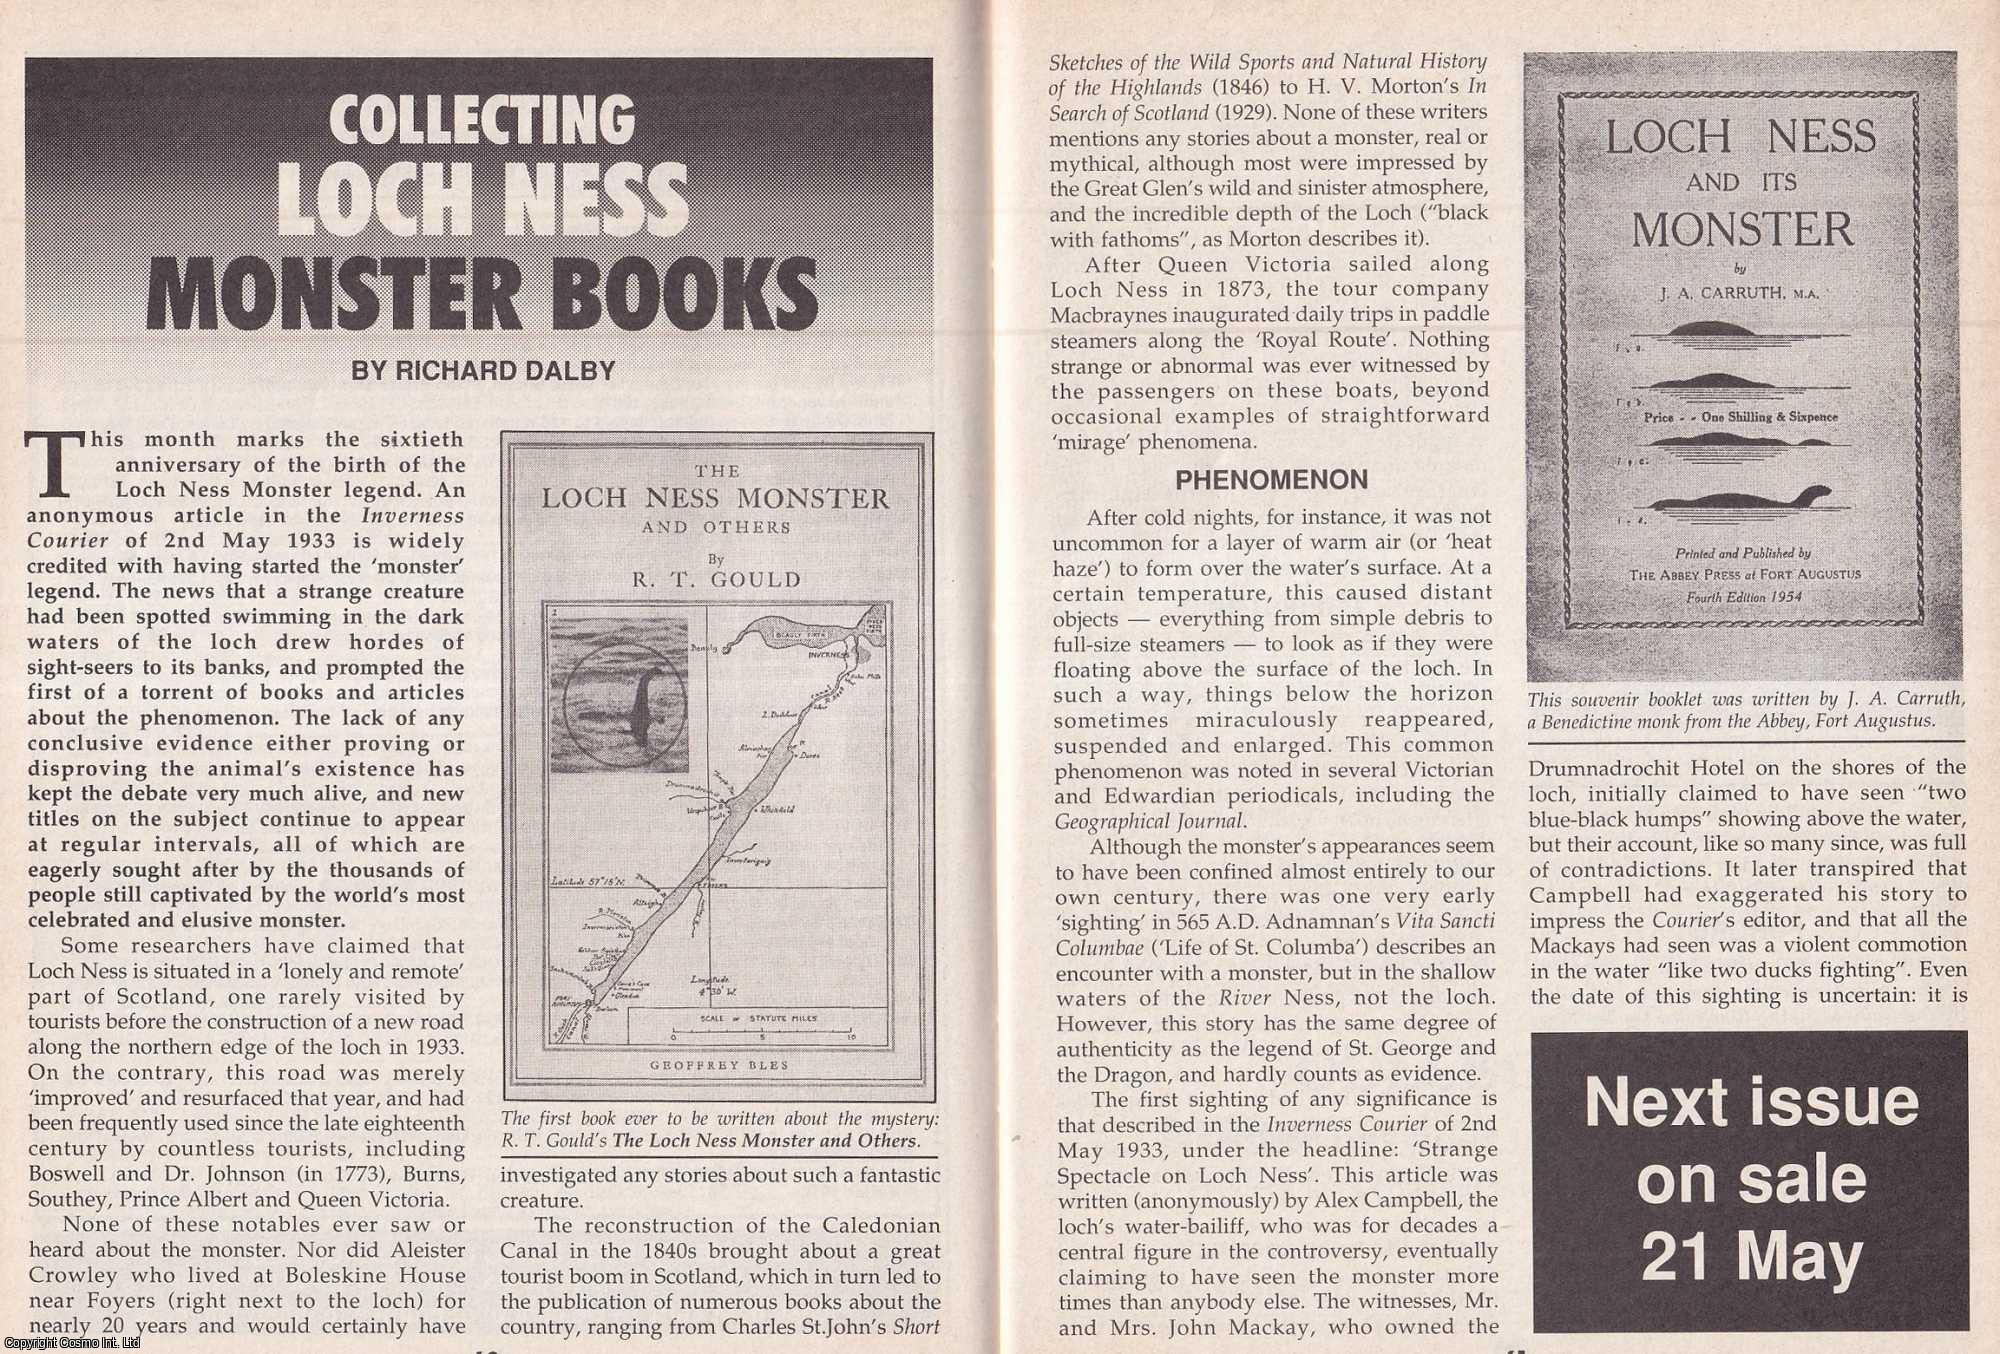 COLLECTING
LOCH NESS
MONSTER BOOKS
BY RICHARD DALBY
This month marks the sixtieth
anniversary of the birth of the
Loch Ness Monster legend. An
anonymous article in the Inverness
Courier of 2nd May 1933 is widely
credited with having started the 'monster'
legend. The news that a strange creature
had been spotted swimming in the dark
waters of the loch drew hordes of
sight-seers to its banks, and prompted the
first of a torrent of books and articles
about the phenomenon. The lack of any
conclusive evidence either proving or
disproving the animal's existence has
kept the debate very much alive, and new
titles on the subject continue to appear
at regular intervals, all of which are
eagerly sought after by the thousands of
people still captivated by the world's most
celebrated and elusive monster.
Some researchers have claimed that
Loch Ness is situated in a 'lonely and remote'
part of Scotland, one rarely visited by
tourists before the construction of a new road
along the northern edge of the loch in 1933.
On the contrary, this road was merely
'improved' and resurfaced that year, and had
been frequently used since the late eighteenth
century by countless tourists, including
Boswell and Dr. Johnson (in 1773), Burns,
Southey, Prince Albert and Queen Victoria.
None of these notables ever saw or
heard about the monster. Nor did Aleister
Crowley who lived at Boleskine House
near Foyers (right next to the loch) for
nearly 20 years and would certainly have
THE
LOCH NESS MONSTER
AND OTHERS
By
R. T. GOULD
BEAULY FIRTH
Beauly
INVERNESS
L. Dochfour
Dores
Whitefield
Inverfarigaig
Latitude 57°15'N.
Foyers
Alltsigh
Invermoriston
Longitude
4°30' W.
SCALE of STATUTE MILES
0 5 10
GEOFFREY BLES
The first book ever to be written about the mystery:
R. T. Gould's The Loch Ness Monster and Others.
investigated any stories about such a fantastic
creature.
The reconstruction of the Caledonian
Canal in the 1840s brought about a great
tourist boom in Scotland, which in turn led to
the publication of numerous books about the
country, ranging from Charles St.John's Short
Sketches of the Wild Sports and Natural History
of the Highlands (1846) to H. V. Morton's In
Search of Scotland (1929). None of these writers
mentions any stories about a monster, real or
mythical, although most were impressed by
the Great Glen's wild and sinister atmosphere,
and the incredible depth of the Loch ("black
with fathoms", as Morton describes it).
After Queen Victoria sailed along
Loch Ness in 1873, the tour company
Macbraynes inaugurated daily trips in paddle
steamers along the 'Royal Route'. Nothing
strange or abnormal was ever witnessed by
the passengers on these boats, beyond
occasional examples of straightforward
'mirage' phenomena.
PHENOMENON
After cold nights, for instance, it was not
uncommon for a layer of warm air (or 'heat
haze') to form over the water's surface. At a
certain temperature, this caused distant
objects — everything from simple debris to
full-size steamers — to look as if they were
floating above the surface of the loch. In
such a way, things below the horizon
sometimes miraculously reappeared,
suspended and enlarged. This common
phenomenon was noted in several Victorian
and Edwardian periodicals, including the
Geographical Journal.
Although the monster's appearances seem
to have been confined almost entirely to our
own century, there was one very early
'sighting' in 565 A.D. Adnamnan's Vita Sancti
Columbae ('Life of St. Columba') describes an
encounter with a monster, but in the shallow
waters of the River Ness, not the loch.
However, this story has the same degree of
authenticity as the legend of St. George and
the Dragon, and hardly counts as evidence.
The first sighting of any significance is
that described in the Inverness Courier of 2nd
May 1933, under the headline: 'Strange
Spectacle on Loch Ness'. This article was
written (anonymously) by Alex Campbell, the
loch's water-bailiff, who was for decades a
central figure in the controversy, eventually
claiming to have seen the monster more
times than anybody else. The witnesses, Mr.
and Mrs. John Mackay, who owned the
LOCH NESS
AND ITS
MONSTER
by
J. A. CARRUTH, M.A.
Price - - One Shilling & Sixpence
Printed and Published by
THE ABBEY PRESS at FORT AUGUSTUS
Fourth Edition 1954
This souvenir booklet was written by J. A. Carruth,
a Benedictine monk from the Abbey, Fort Augustus.
Drumnadrochit Hotel on the shores of the
loch, initially claimed to have seen "two
blue-black humps" showing above the water,
but their account, like so many since, was full
of contradictions. It later transpired that
Campbell had exaggerated his story to
impress the Courier's editor, and that all the
Mackays had seen was a violent commotion
in the water "like two ducks fighting". Even
the date of this sighting is uncertain: it is
Next issue
on sale
21 May
Copyright Cosmo Int. Ltd